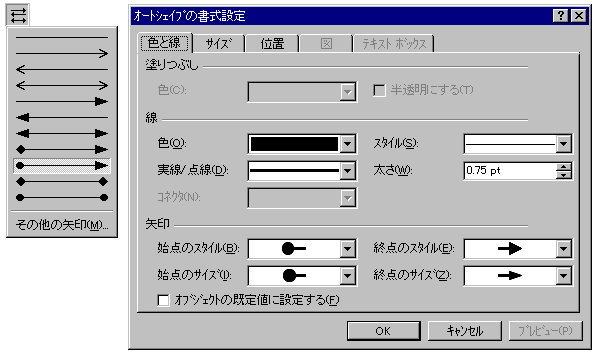 その他の矢印(M)...
オートシェイプの書式設定
色と線 サイズ 位置 図 テキスト ボックス
塗りつぶし
色(C): 半透明にする(T)
線
色(O): スタイル(S):
実線/点線(D): 太さ(W): 0.75 pt
コネクタ(N):
矢印
始点のスタイル(B): 終点のスタイル(E):
始点のサイズ(I): 終点のサイズ(Z):
オブジェクトの既定値に設定する(F)
OK キャンセル プレビュー(P)